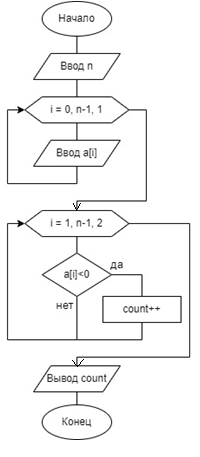 Начало
Ввод n
i = 0, n-1, 1
Ввод a[i]
i = 1, n-1, 2
a[i]<0
да
нет
count++
Вывод count
Конец